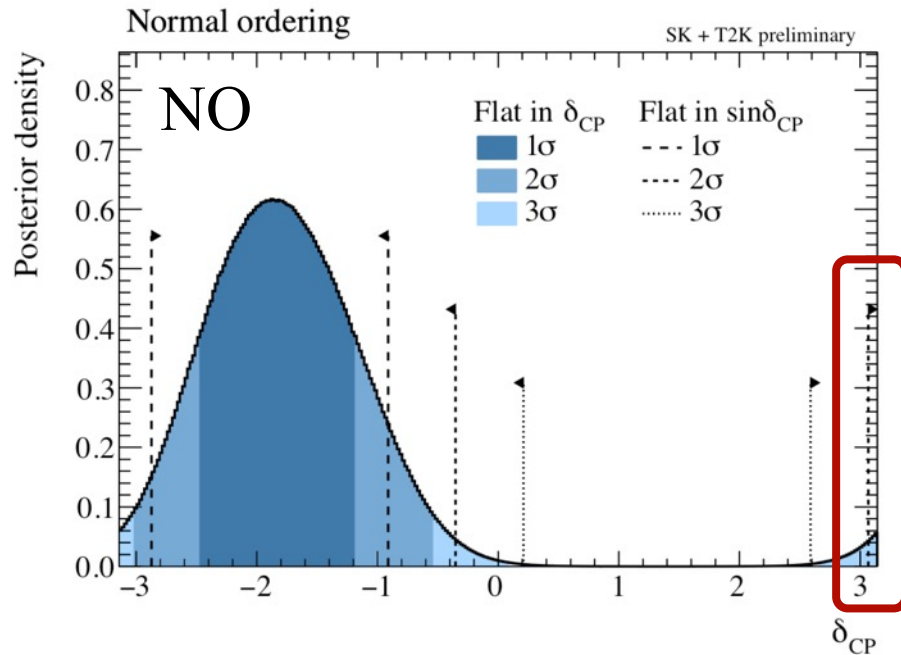 Normal ordering
SK + T2K preliminary
NO
Flat in δCP Flat in sinδCP
1σ 1σ
2σ 2σ
3σ 3σ
Posterior density
0.8
0.7
0.6
0.5
0.4
0.3
0.2
0.1
0.0
−3 −2 −1 0 1 2 3
δCP